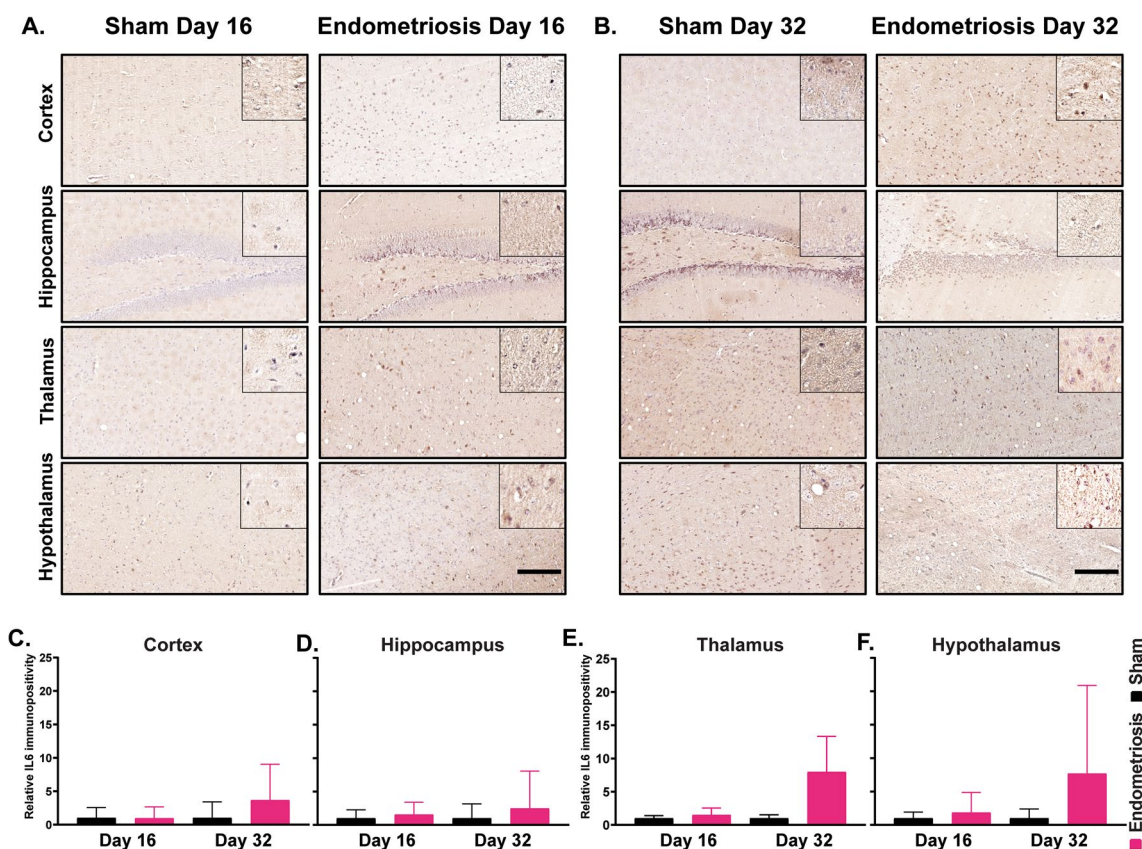 A.
Sham Day 16
Endometriosis Day 16
B.
Sham Day 32
Endometriosis Day 32
Cortex
Hippocampus
Thalamus
Hypothalamus
C.
Cortex
Relative IL6 immunopositivity
25
20
15
10
5
0
Day 16
Day 32
D.
Hippocampus
Day 16
Day 32
E.
Thalamus
Relative IL6 immunopositivity
25
20
15
10
5
0
Day 16
Day 32
F.
Hypothalamus
Day 16
Day 32
Sham
Endometriosis